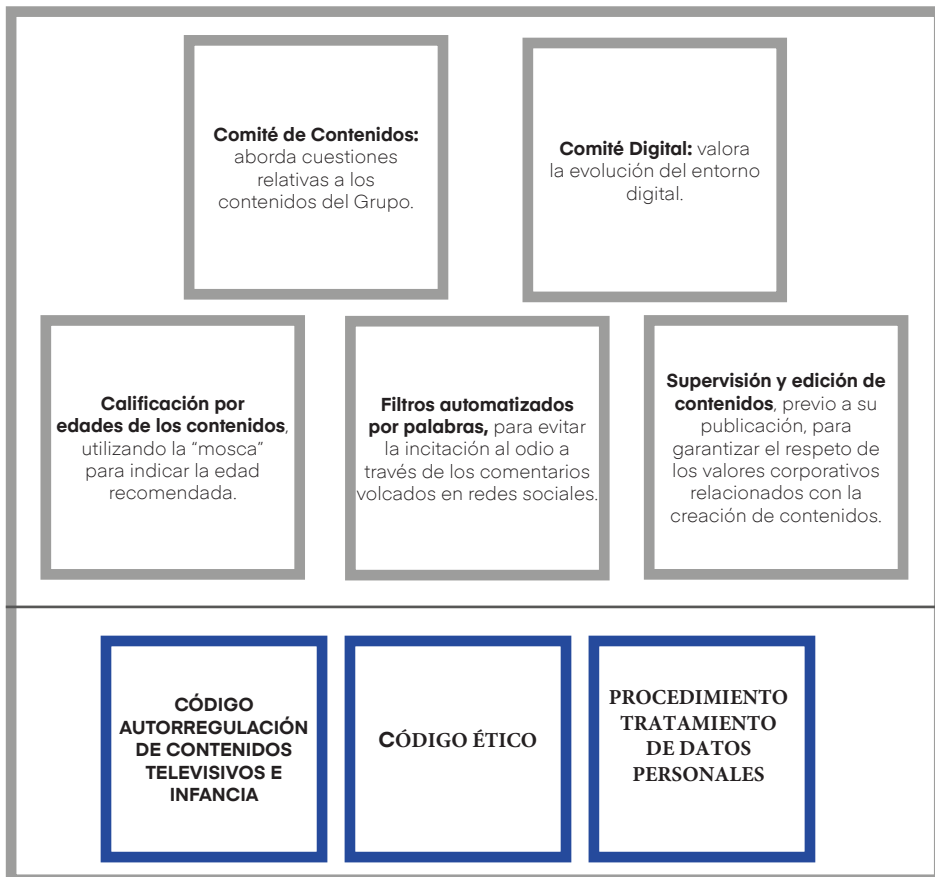 Comité de Contenidos:
aborda cuestiones
relativas a los
contenidos del Grupo.
Comité Digital: valora
la evolución del entorno
digital.
Calificación por
edades de los contenidos,
utilizando la “mosca”
para indicar la edad
recomendada.
Filtros automatizados
por palabras, para evitar
la incitación al odio a
través de los comentarios
volcados en redes sociales.
Supervisión y edición de
contenidos, previo a su
publicación, para
garantizar el respeto de
los valores corporativos
relacionados con la
creación de contenidos.
CÓDIGO
AUTORREGULACIÓN
DE CONTENIDOS
TELEVISIVOS E
INFANCIA
CÓDIGO ÉTICO
PROCEDIMIENTO
TRATAMIENTO
DE DATOS
PERSONALES